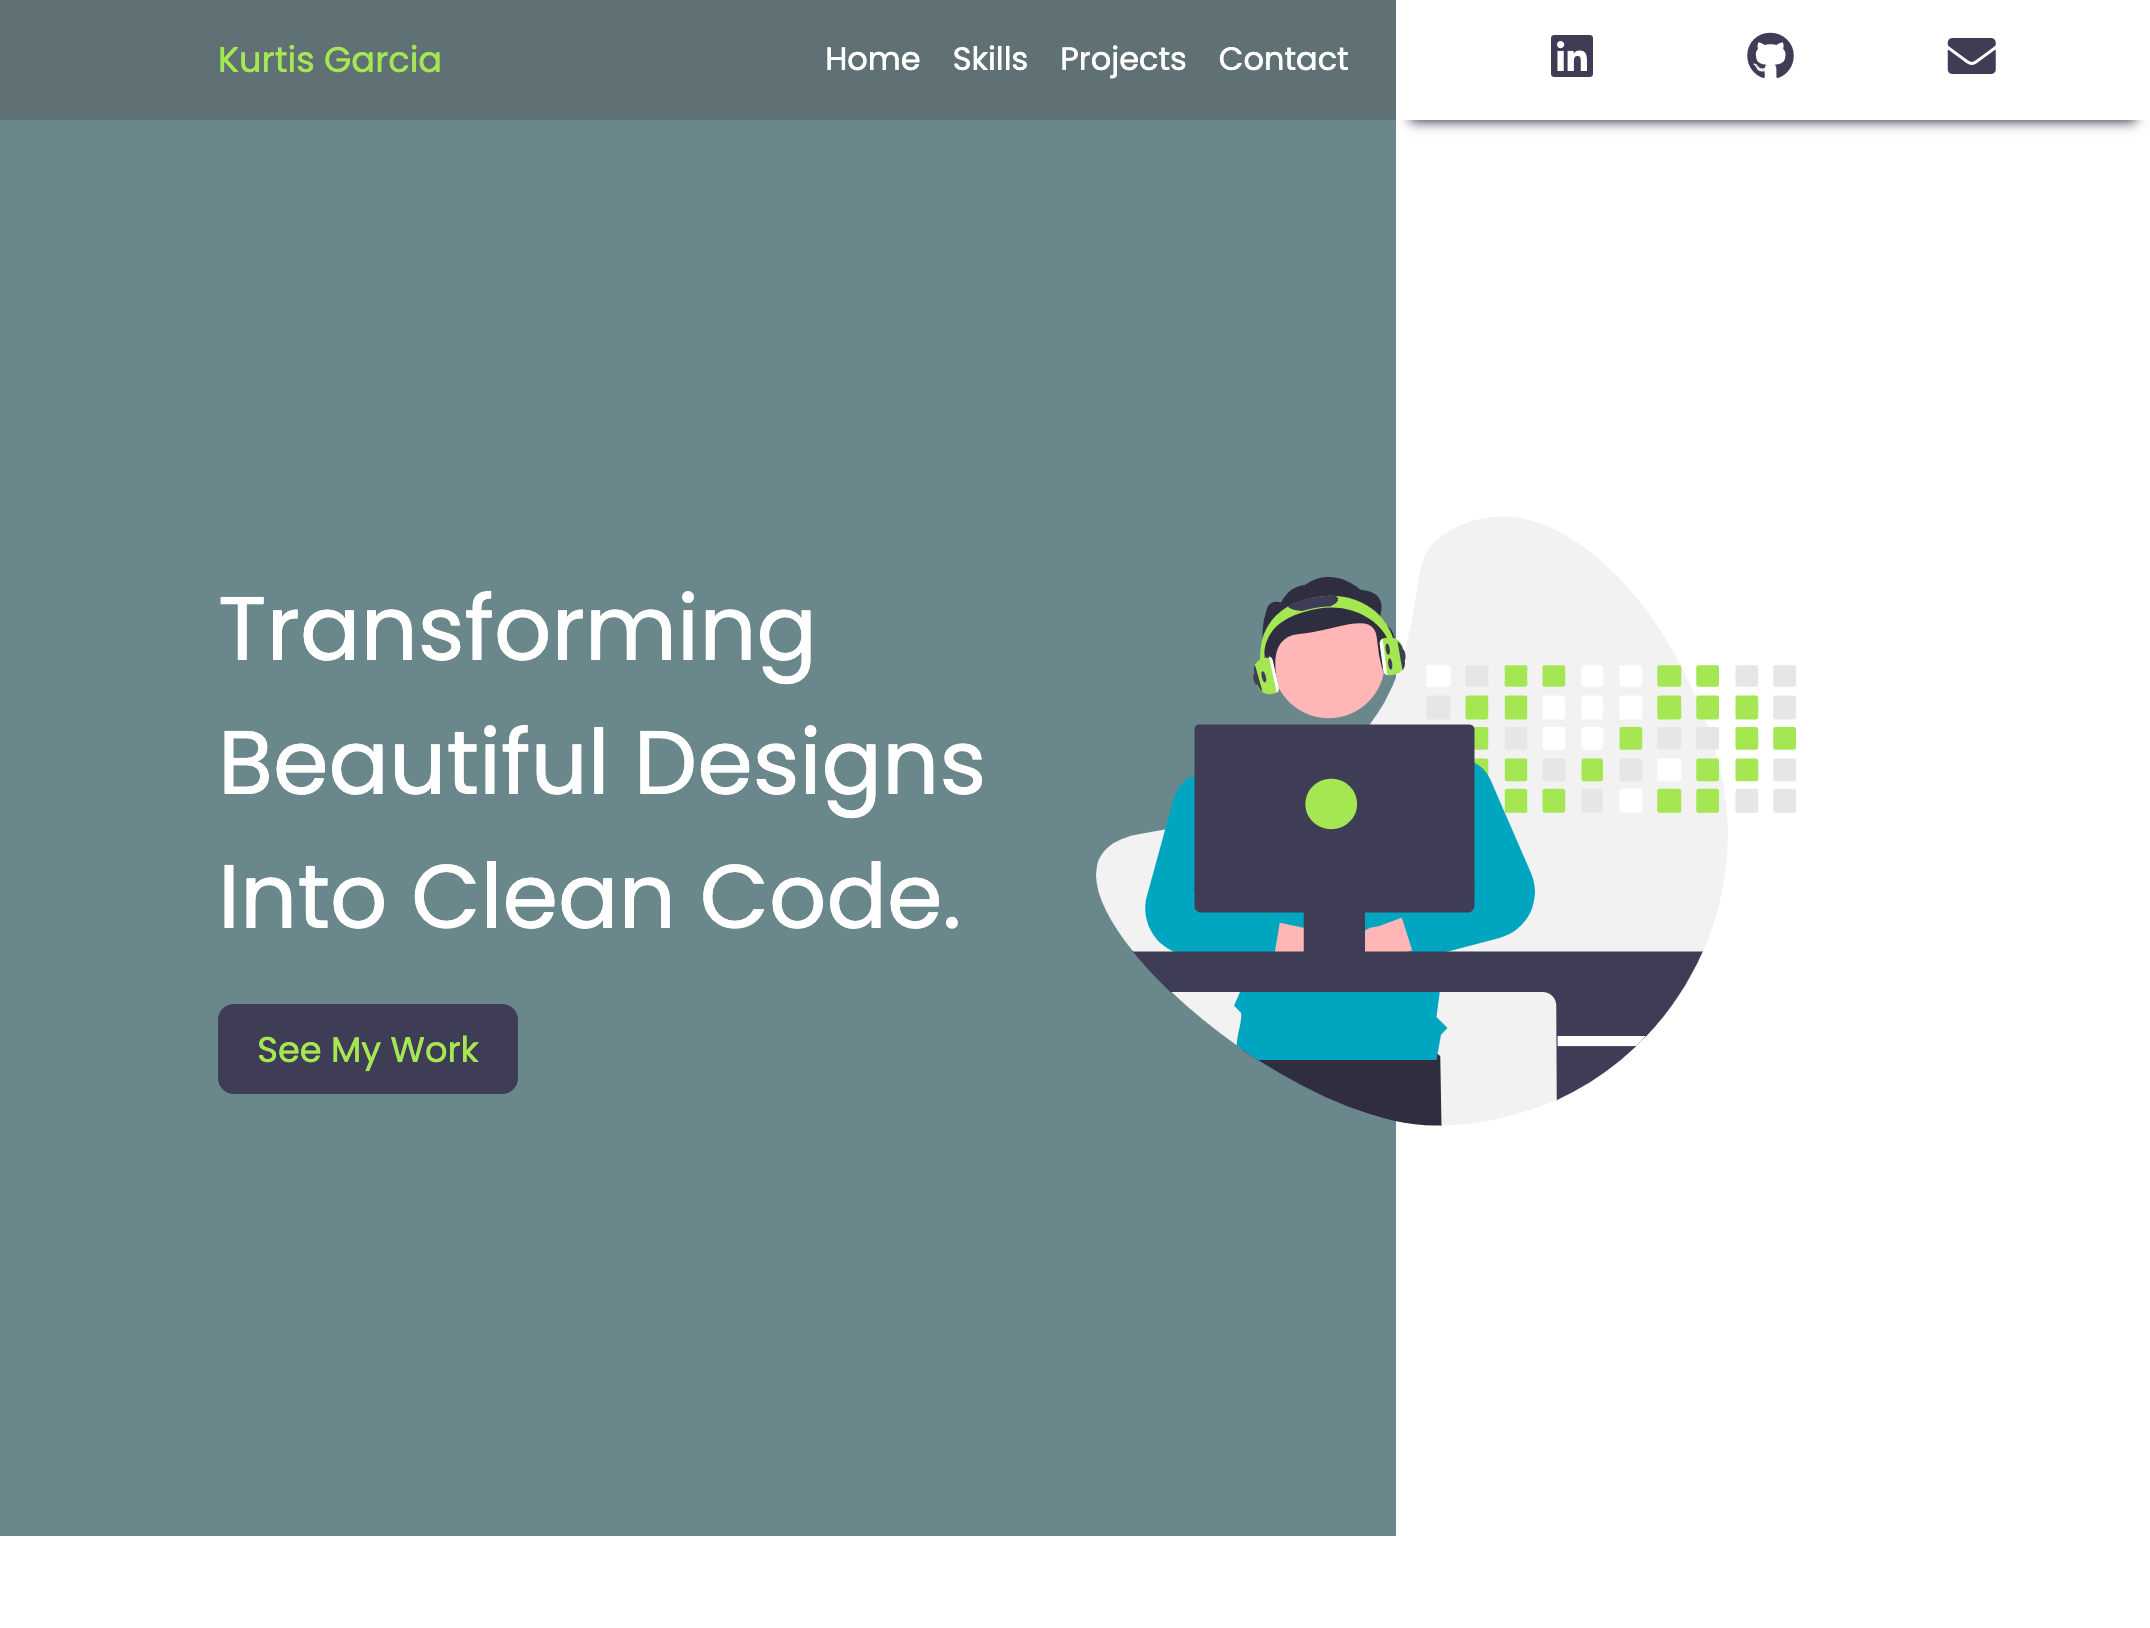 Kurtis Garcia
Home Skills Projects Contact
in
Transforming
Beautiful Designs
Into Clean Code.
See My Work